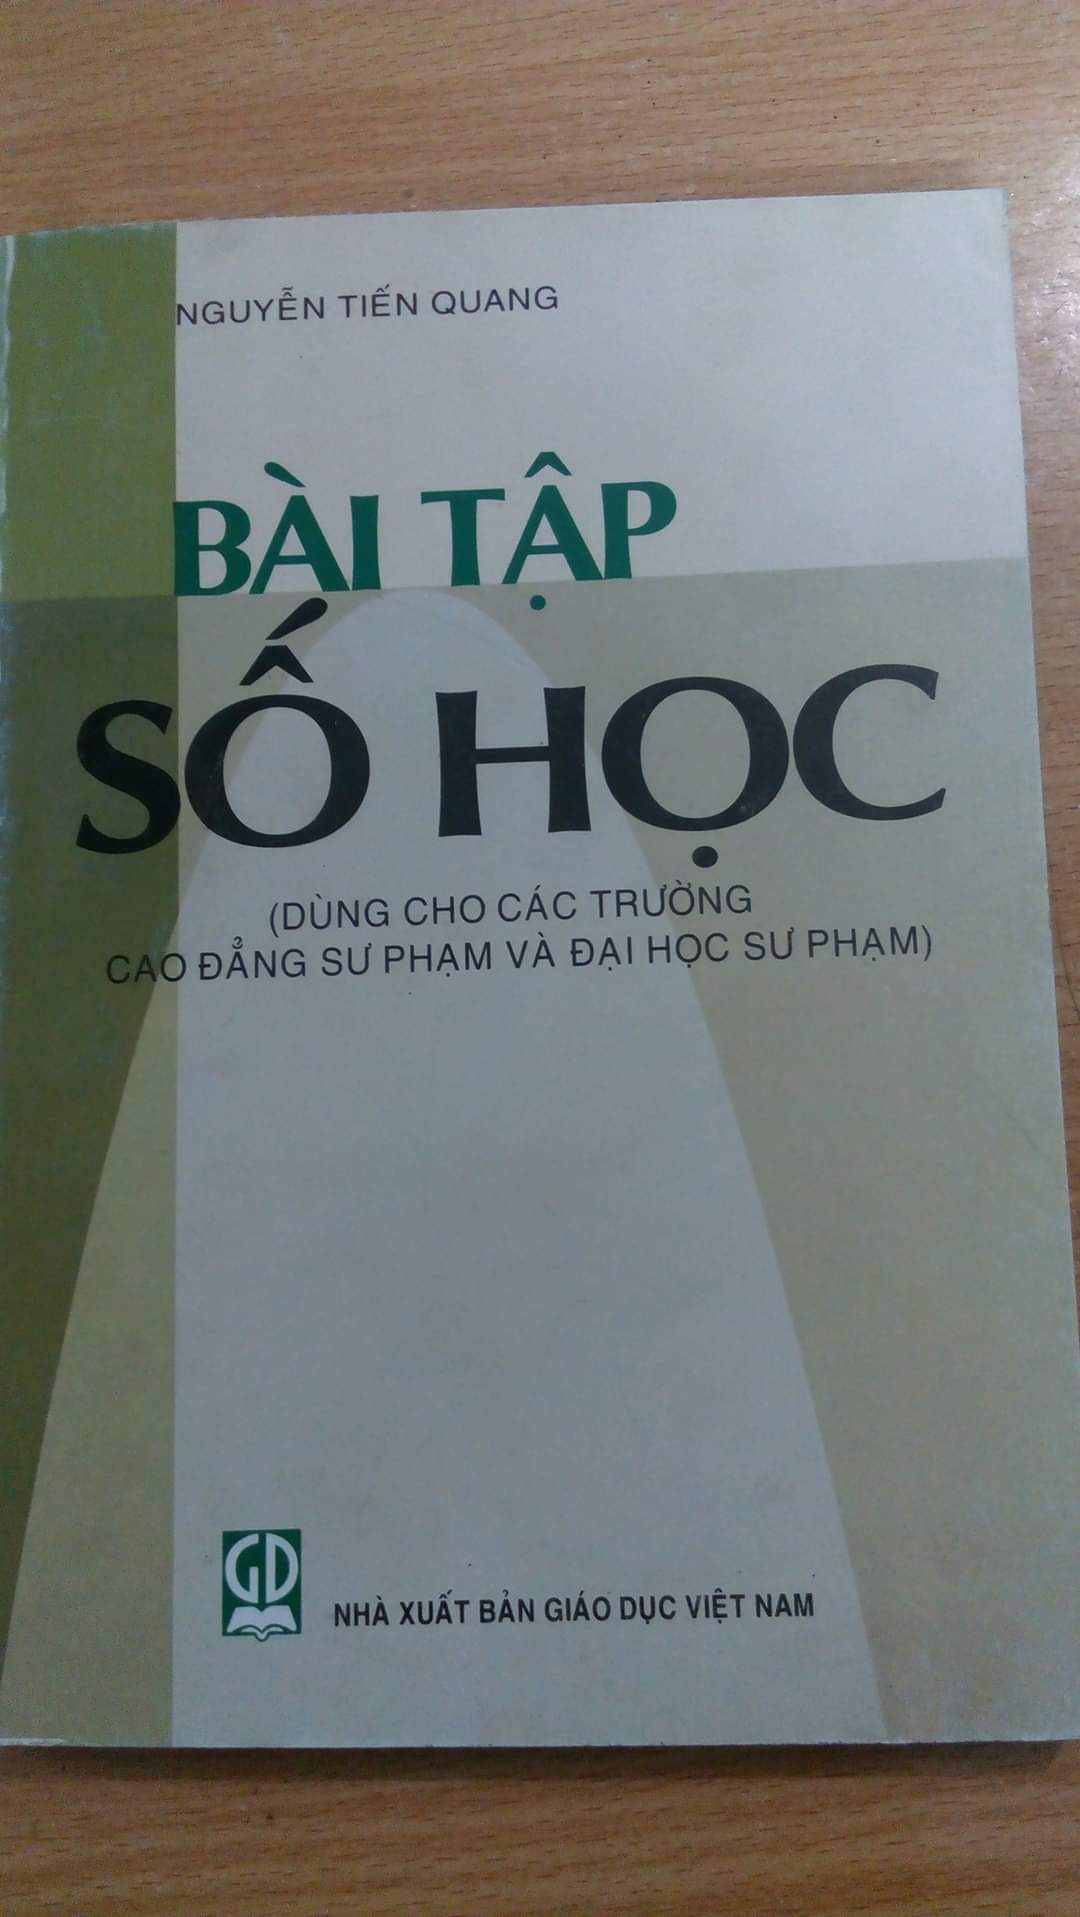 NGUYỄN TIẾN QUANG
BÀI TẬP
SỐ HỌC
(DÙNG CHO CÁC TRƯỜNG
CAO ĐẲNG SƯ PHẠM VÀ ĐẠI HỌC SƯ PHẠM)
GD
NHÀ XUẤT BẢN GIÁO DỤC VIỆT NAM